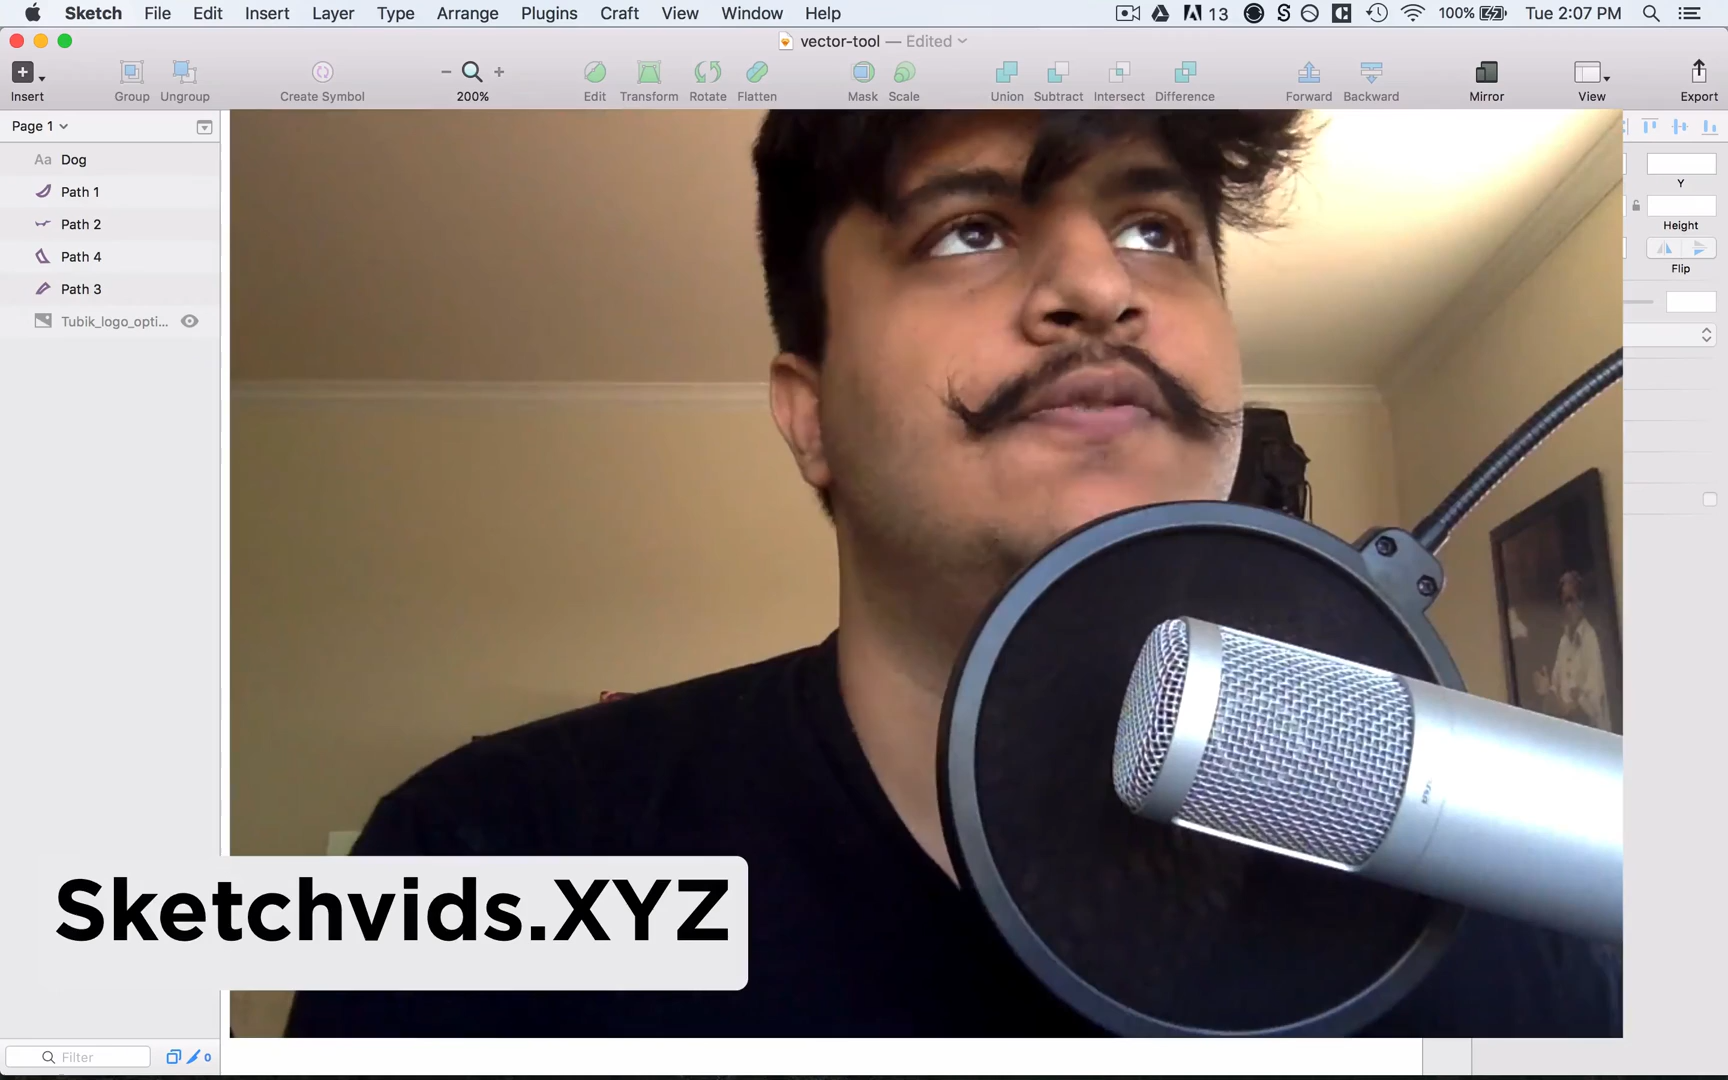 Sketch File Edit Insert Layer Type Arrange Plugins Craft View Window Help 13 100% Tue 2:07 PM
vector-tool — Edited
Insert Group Ungroup Create Symbol 200% Edit Transform Rotate Flatten Mask Scale Union Subtract Intersect Difference Forward Backward Mirror View Export
Page 1
Aa Dog
Path 1
Y
Path 2
Height
Path 4
Flip
Path 3
Tubik_logo_opti...
Sketchvids.XYZ
Filter 0